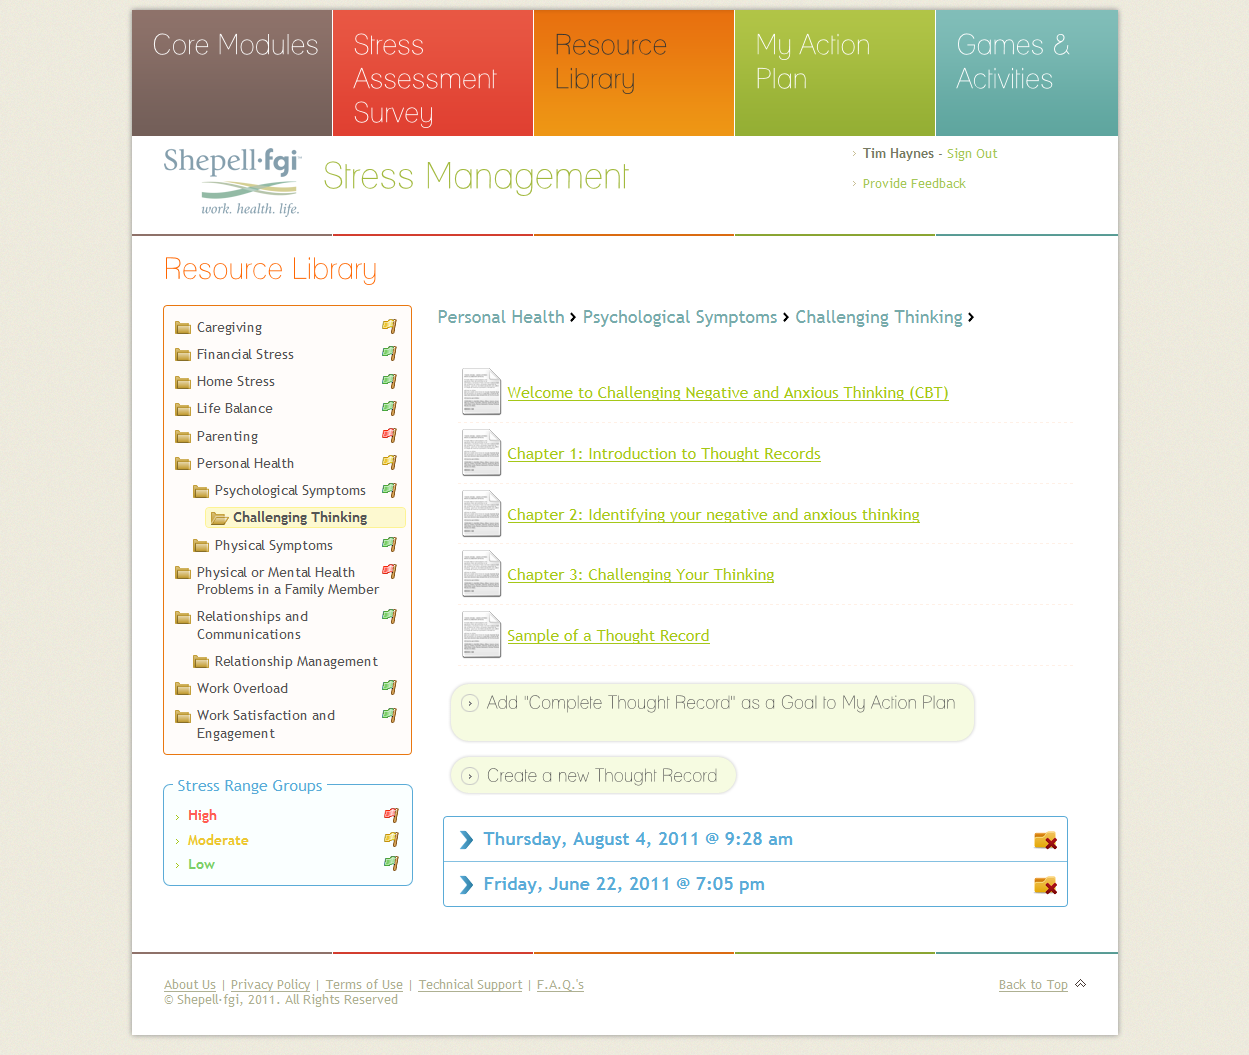 Core Modules
Stress
Assessment
Survey
Resource
Library
My Action
Plan
Games &
Activities
Shepell·fgi™
work. health. life.
Stress Management
Tim Haynes - Sign Out
Provide Feedback
Resource Library
Caregiving
Financial Stress
Home Stress
Life Balance
Parenting
Personal Health
Psychological Symptoms
Challenging Thinking
Physical Symptoms
Physical or Mental Health
Problems in a Family Member
Relationships and
Communications
Relationship Management
Work Overload
Work Satisfaction and
Engagement
Stress Range Groups
High
Moderate
Low
Personal Health › Psychological Symptoms › Challenging Thinking ›
Welcome to Challenging Negative and Anxious Thinking (CBT)
Chapter 1: Introduction to Thought Records
Chapter 2: Identifying your negative and anxious thinking
Chapter 3: Challenging Your Thinking
Sample of a Thought Record
Add "Complete Thought Record" as a Goal to My Action Plan
Create a new Thought Record
Thursday, August 4, 2011 @ 9:28 am
Friday, June 22, 2011 @ 7:05 pm
About Us | Privacy Policy | Terms of Use | Technical Support | F.A.Q.'s
© Shepell·fgi, 2011. All Rights Reserved
Back to Top